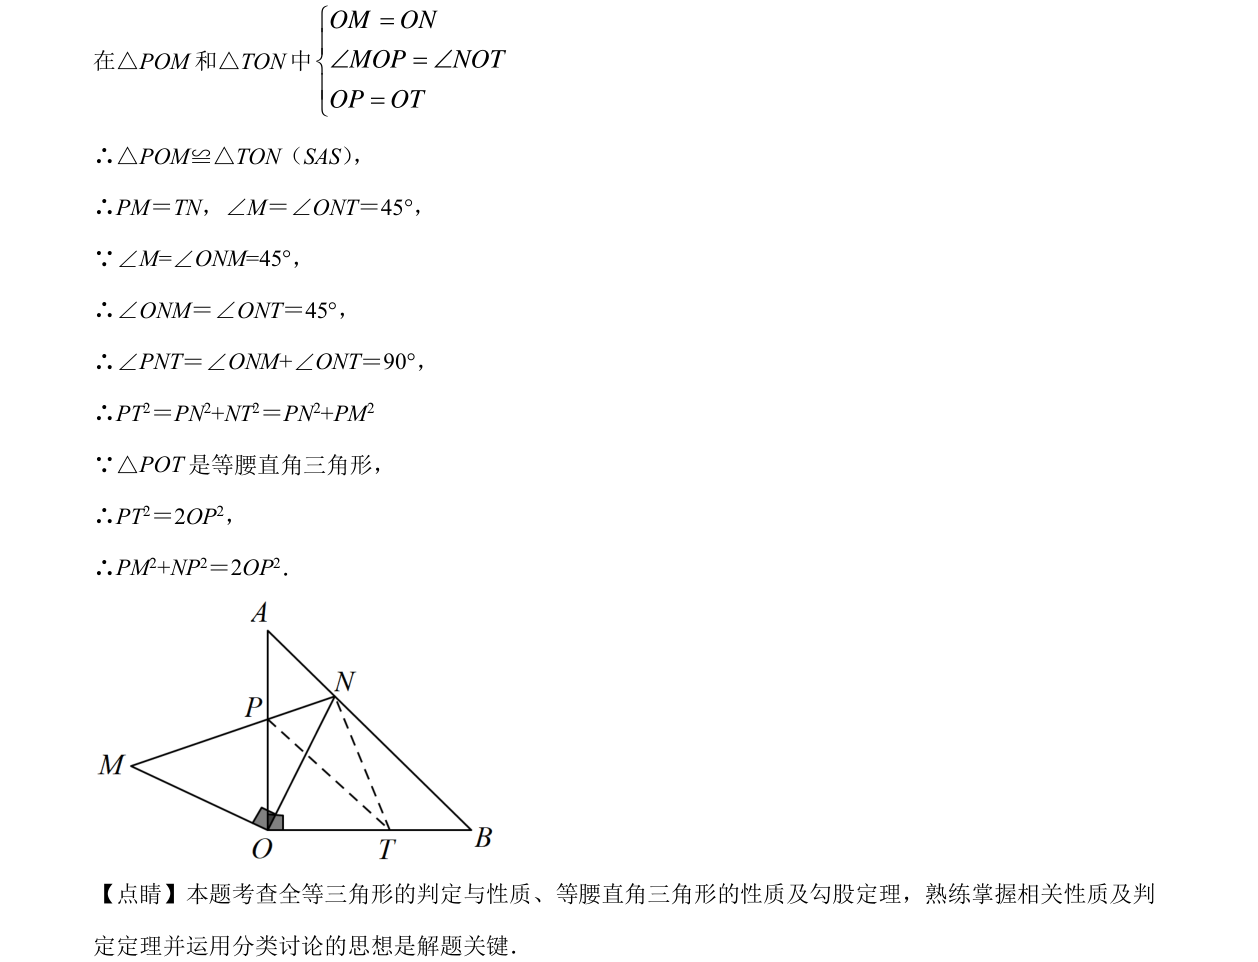 在△POM和△TON中{OM=ON
∠MOP=∠NOT
OP=OT
∴△POM≌△TON（SAS），
∴PM＝TN，∠M＝∠ONT＝45°，
∵∠M=∠ONM=45°，
∴∠ONM＝∠ONT＝45°，
∴∠PNT＝∠ONM+∠ONT＝90°，
∴PT²＝PN²+NT²＝PN²+PM²
∵△POT是等腰直角三角形，
∴PT²＝2OP²，
∴PM²+NP²＝2OP²．
A
N
P
M
O
T
B
【点睛】本题考查全等三角形的判定与性质、等腰直角三角形的性质及勾股定理，熟练掌握相关性质及判
定定理并运用分类讨论的思想是解题关键．